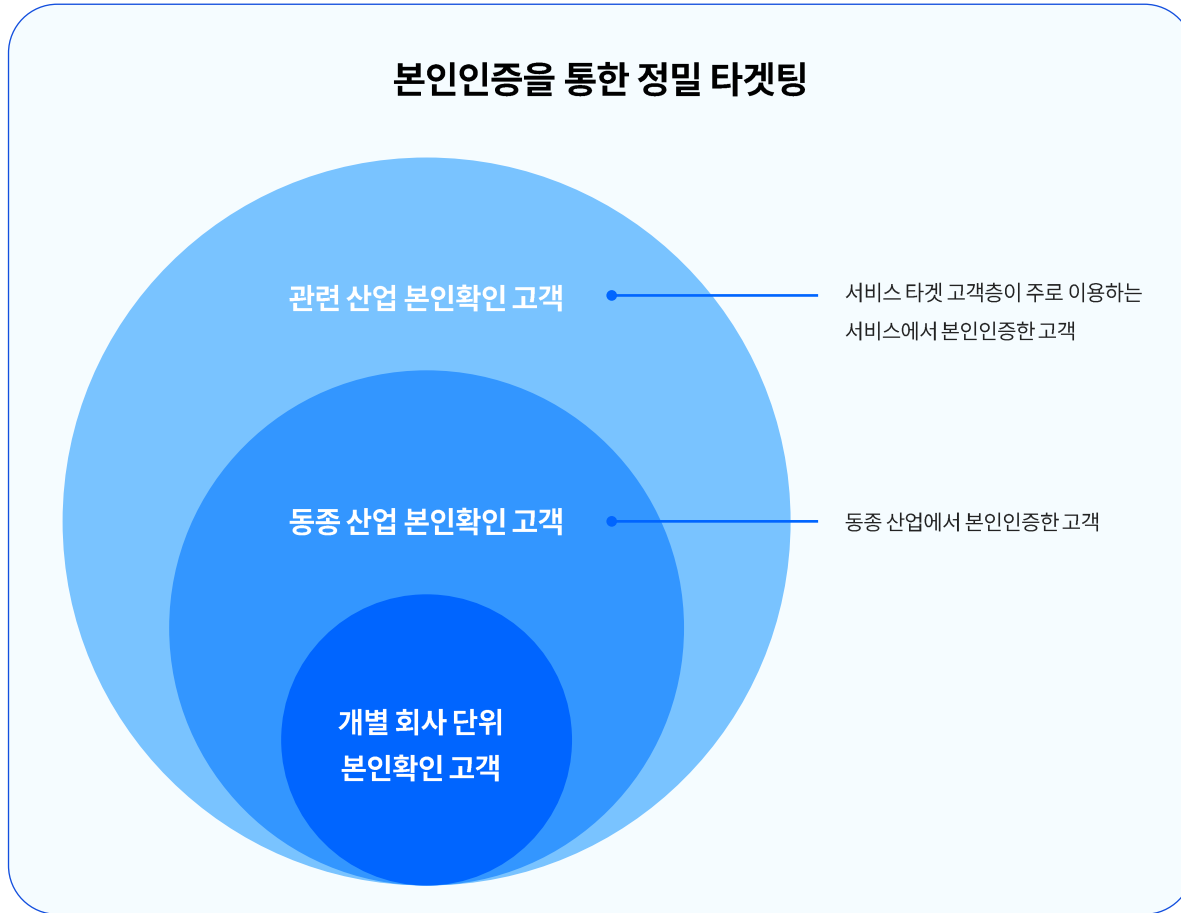 본인인증을 통한 정밀 타겟팅
관련 산업 본인확인 고객
서비스 타겟 고객층이 주로 이용하는
서비스에서 본인인증한 고객
동종 산업 본인확인 고객
동종 산업에서 본인인증한 고객
개별 회사 단위
본인확인 고객